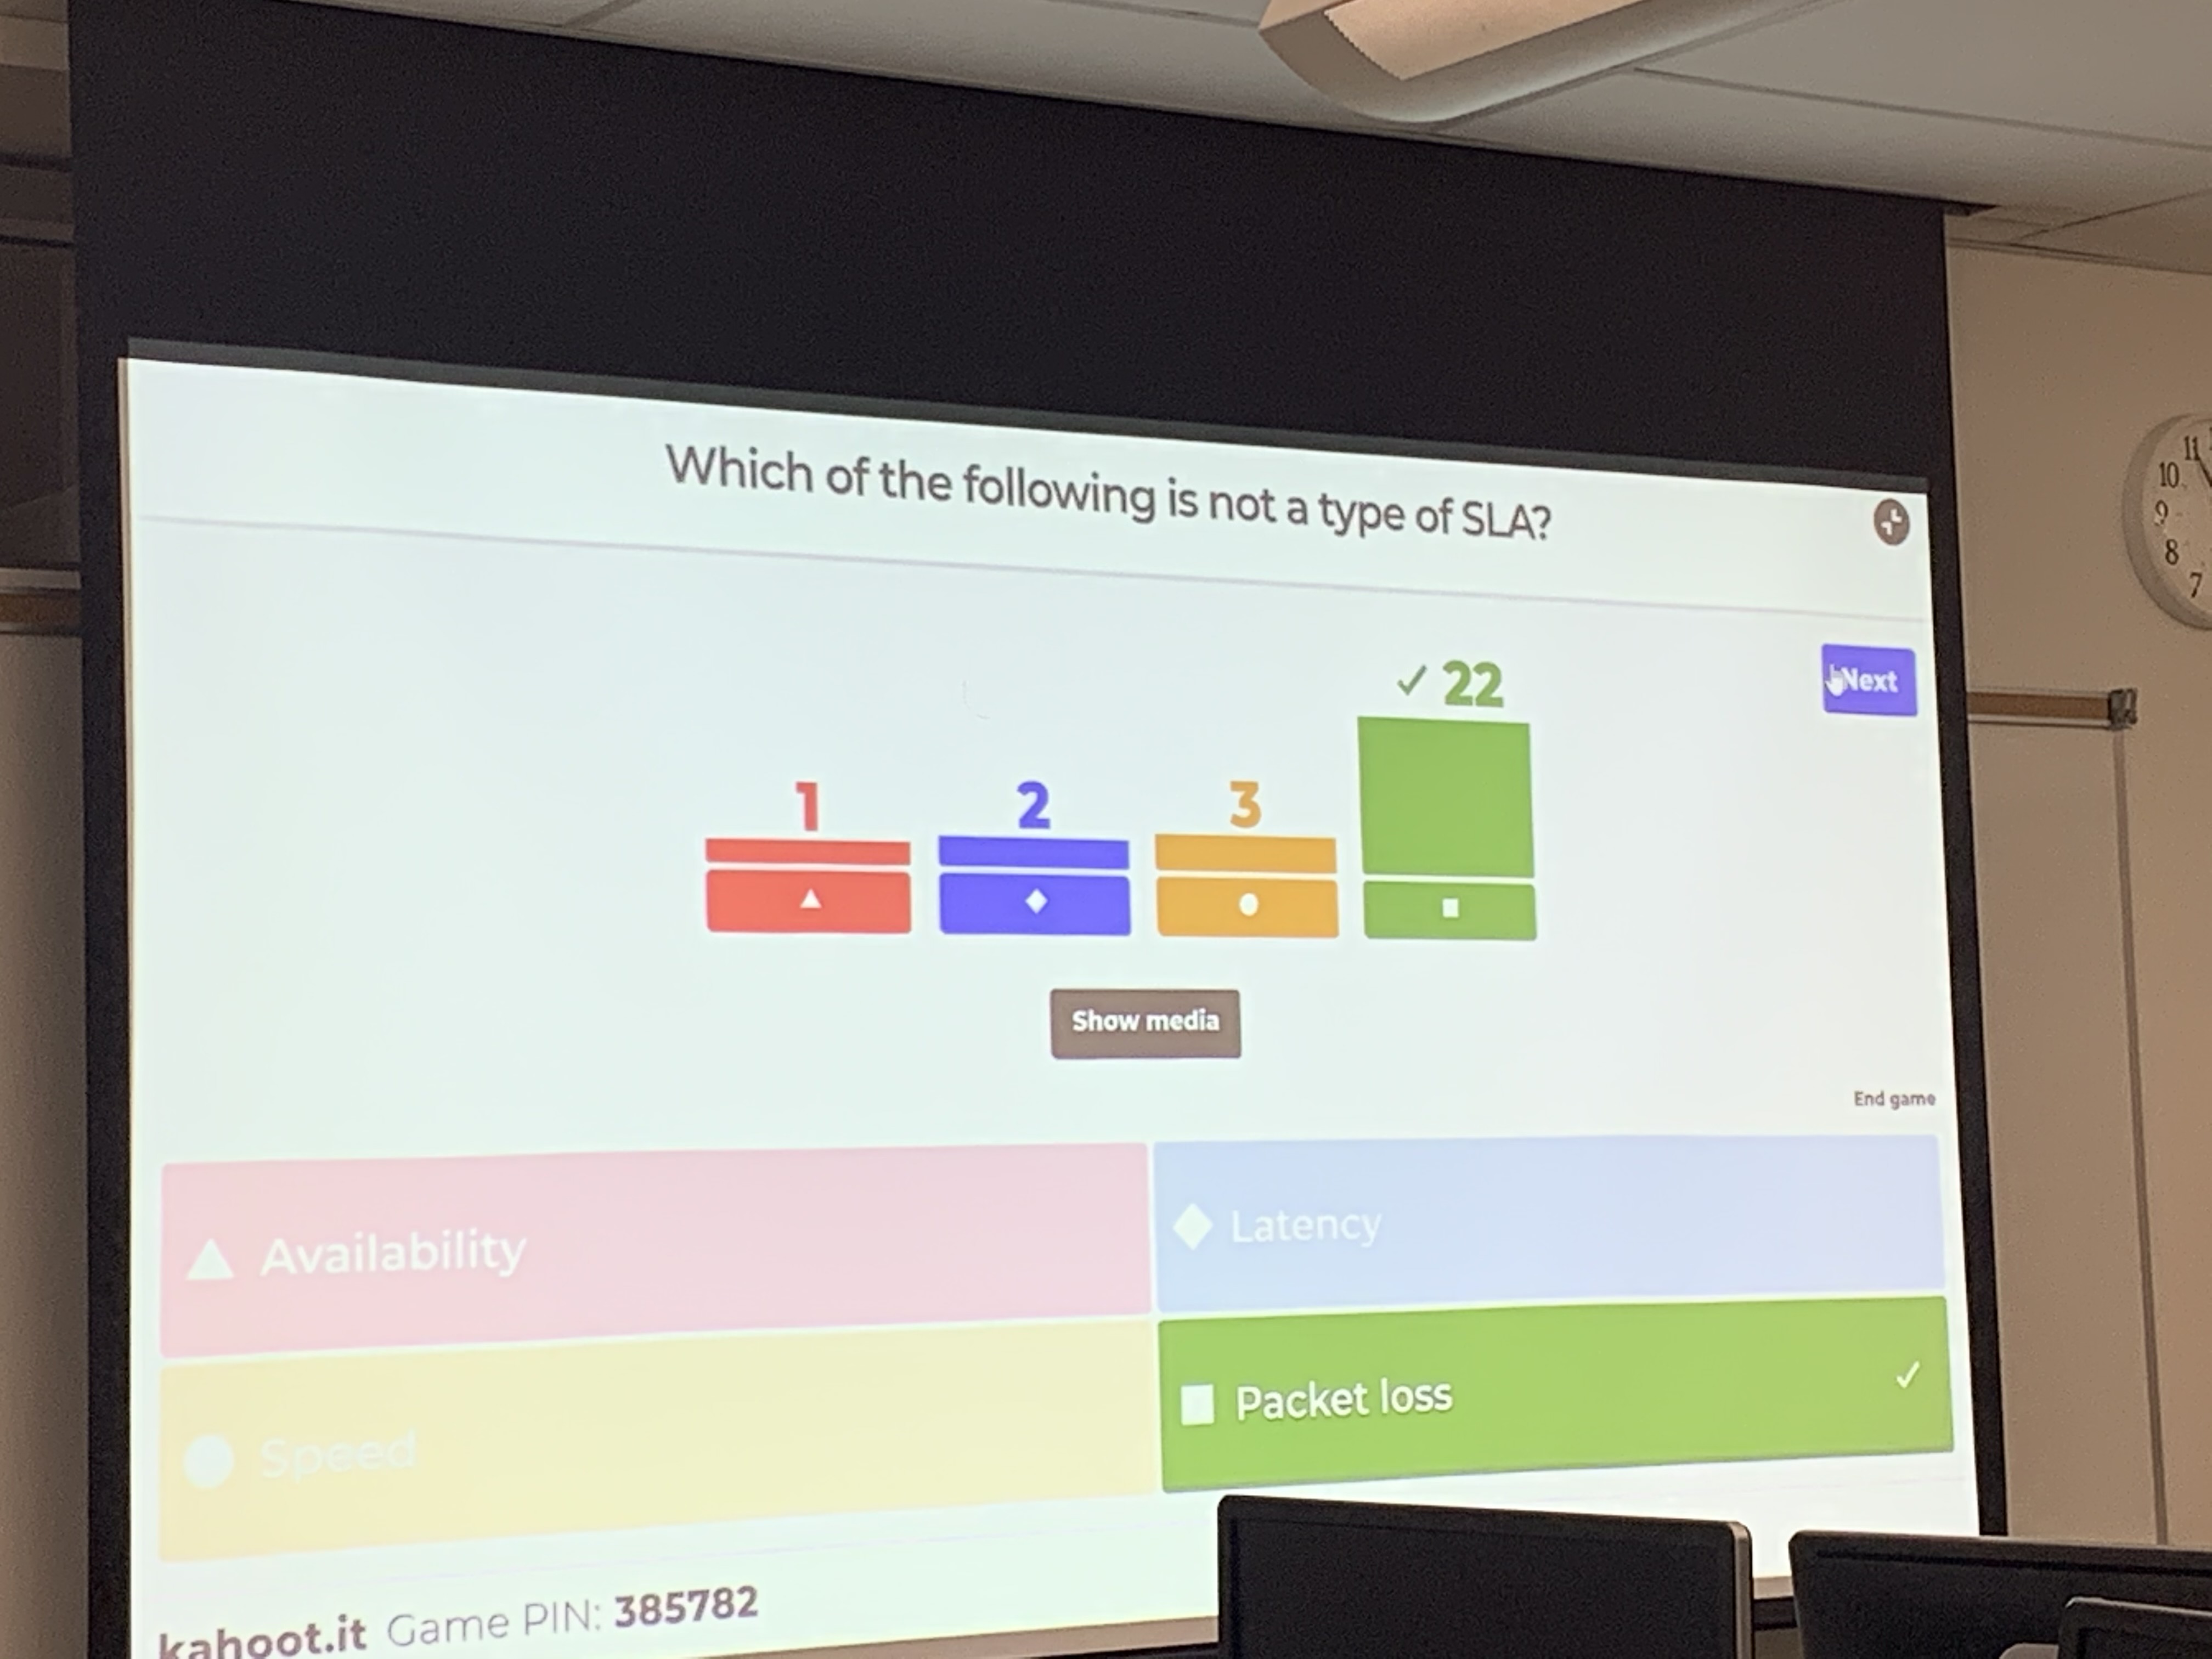 Which of the following is not a type of SLA?
11
10
9
8
7
Next
✓ 22
1
2
3
Show media
End game
Availability
Latency
Speed
Packet loss ✓
kahoot.it Game PIN: 385782